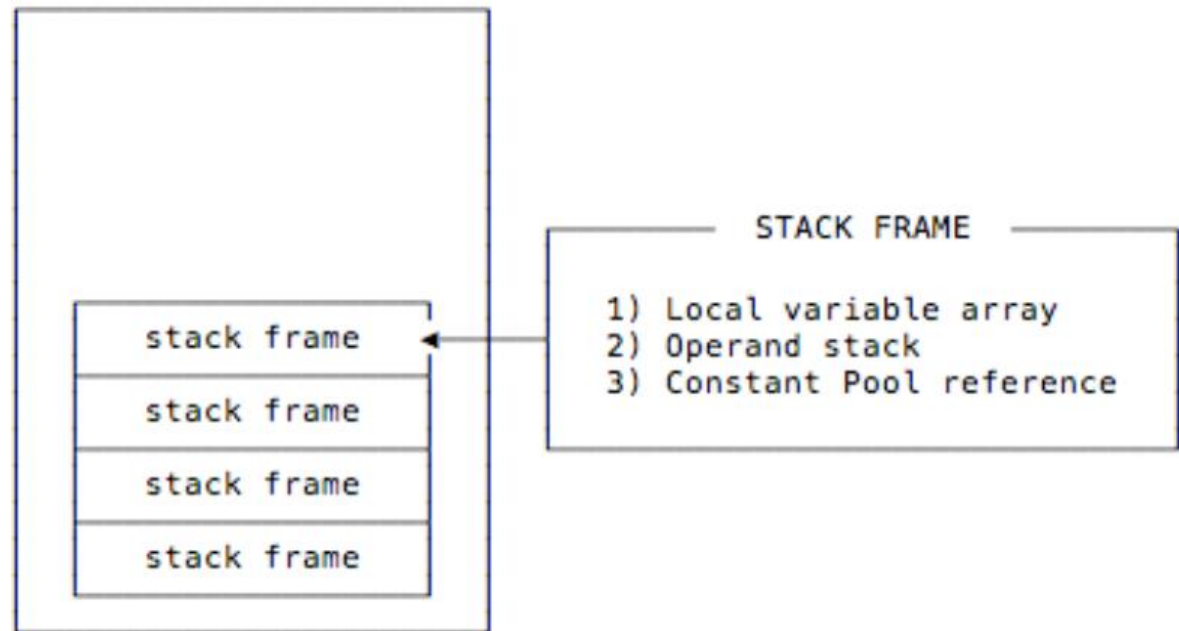 STACK FRAME
1) Local variable array
2) Operand stack
3) Constant Pool reference
stack frame
stack frame
stack frame
stack frame